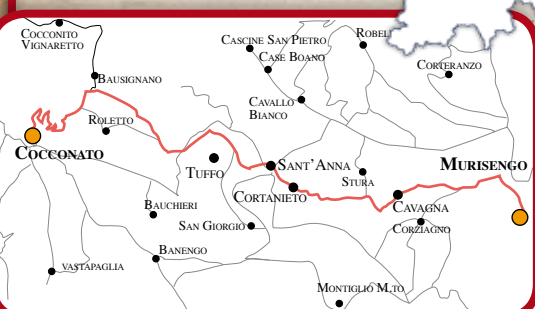 Cocconito
Vignaretto
Cascine San Pietro
Robel
Case Boano
Corteranzo
Bausignano
Cavallo
Bianco
Roletto
Cocconato
Tuffo
Sant'Anna
Murisengo
Stura
Cortanieto
Cavagna
Bauchieri
San Giorgio
Corziagno
Banengo
vastapaglia
Montiglio M.to